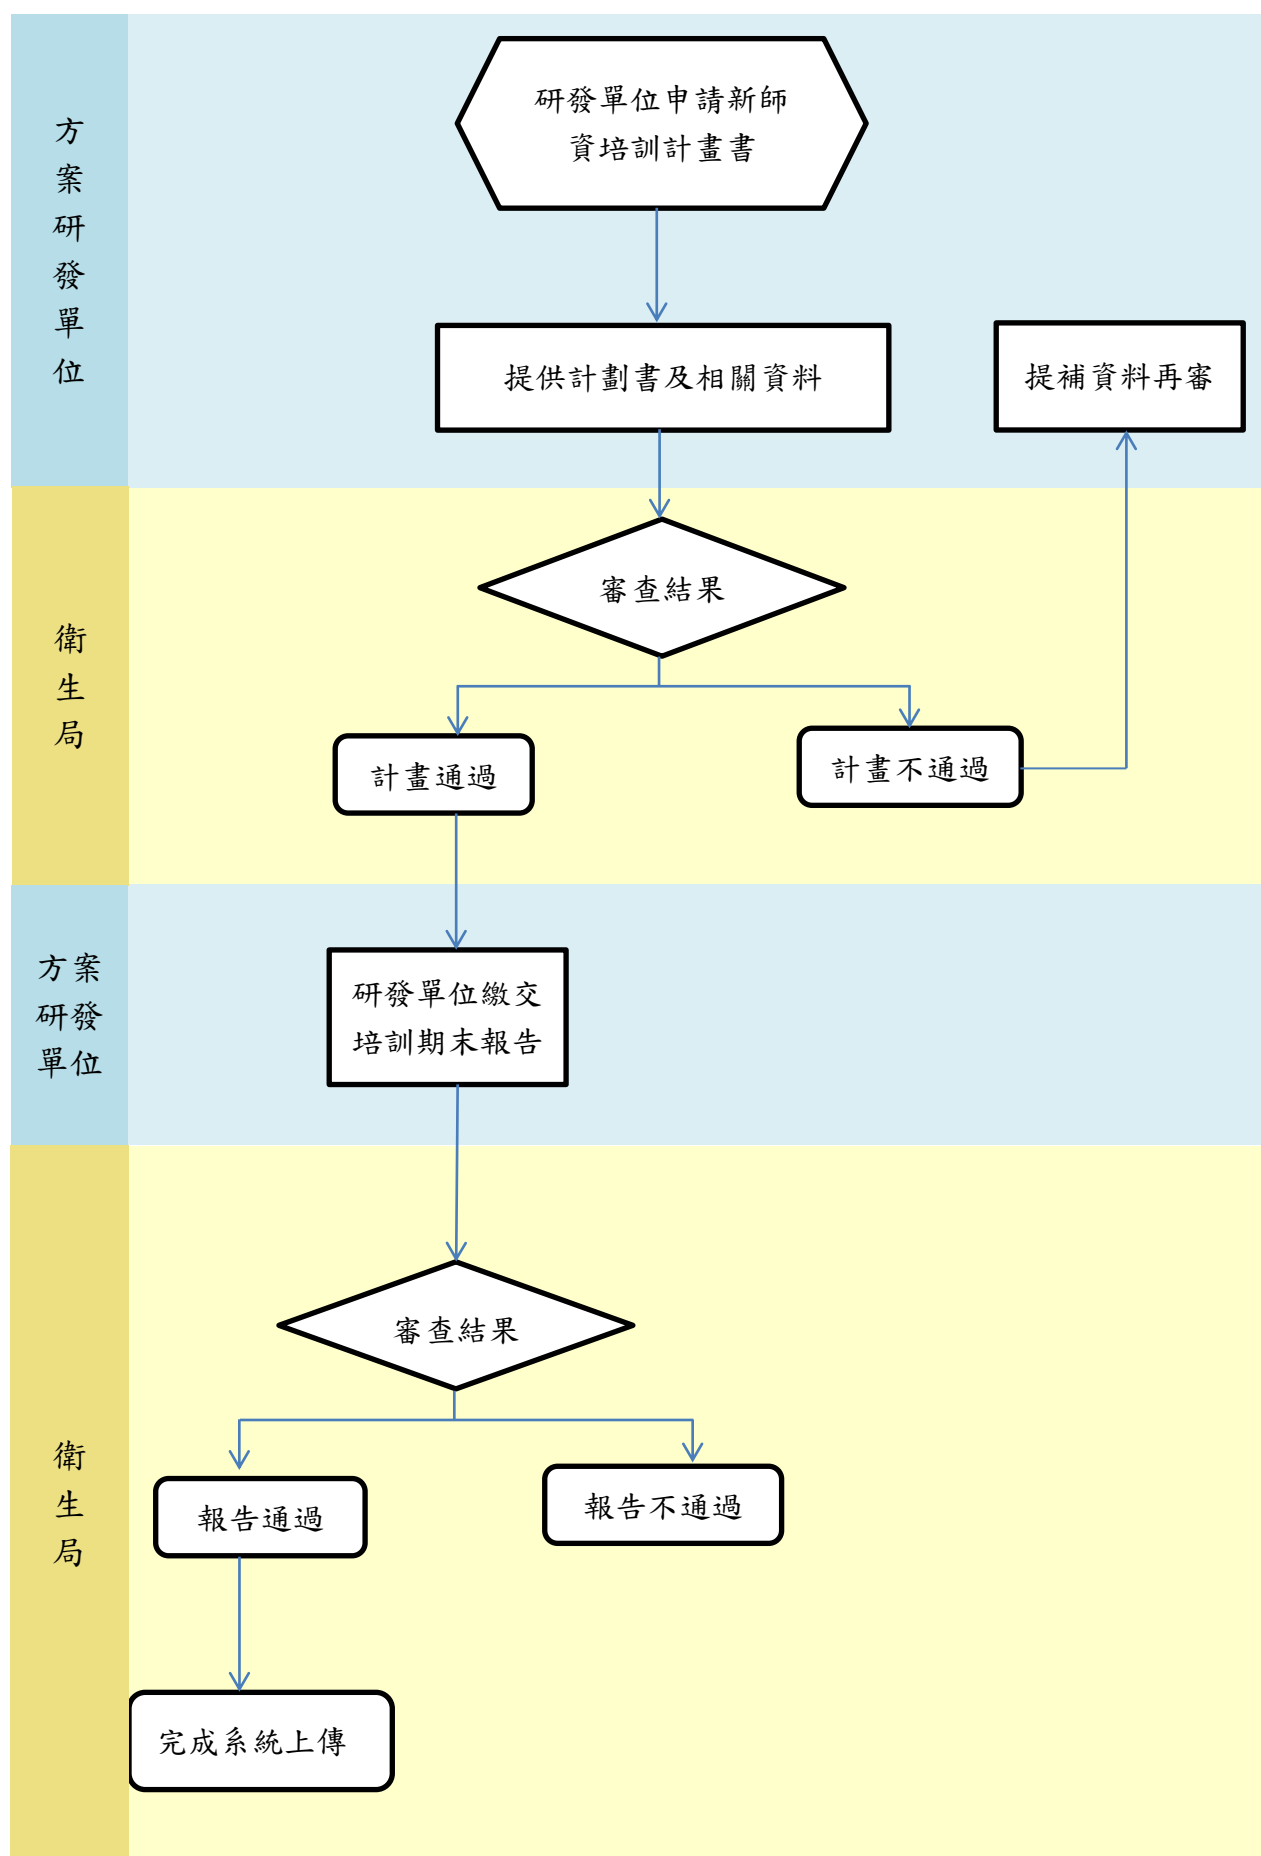 方
案
研
發
單
位
研發單位申請新師
資培訓計畫書
提供計劃書及相關資料
提補資料再審
衛
生
局
審查結果
計畫通過
計畫不通過
方案
研發
單位
研發單位繳交
培訓期末報告
衛
生
局
審查結果
報告通過
報告不通過
完成系統上傳